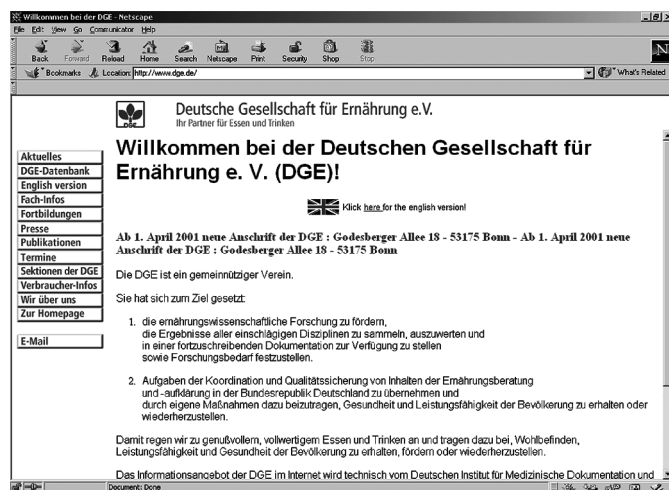 Willkommen bei der DGE - Netscape
File Edit View Go Communicator Help
Back Forward Reload Home Search Netscape Print Security Shop Stop
N
Bookmarks Location: http://www.dge.de/ What's Related
DGE
Deutsche Gesellschaft für Ernährung e.V.
Ihr Partner für Essen und Trinken
Aktuelles
DGE-Datenbank
English version
Fach-Infos
Fortbildungen
Presse
Publikationen
Termine
Sektionen der DGE
Verbraucher-Infos
Wir über uns
Zur Homepage
E-Mail
Willkommen bei der Deutschen Gesellschaft für
Ernährung e. V. (DGE)!
Klick here for the english version!
Ab 1. April 2001 neue Anschrift der DGE : Godesberger Allee 18 - 53175 Bonn - Ab 1. April 2001 neue
Anschrift der DGE : Godesberger Allee 18 - 53175 Bonn
Die DGE ist ein gemeinnütziger Verein.
Sie hat sich zum Ziel gesetzt:
1. die ernährungswissenschaftliche Forschung zu fördern,
die Ergebnisse aller einschlägigen Disziplinen zu sammeln, auszuwerten und
in einer fortzuschreibenden Dokumentation zur Verfügung zu stellen
sowie Forschungsbedarf festzustellen.
2. Aufgaben der Koordination und Qualitätssicherung von Inhalten der Ernährungsberatung
und -aufklärung in der Bundesrepublik Deutschland zu übernehmen und
durch eigene Maßnahmen dazu beizutragen, Gesundheit und Leistungsfähigkeit der Bevölkerung zu erhalten oder
wiederherzustellen.
Damit regen wir zu genußvollem, vollwertigem Essen und Trinken an und tragen dazu bei, Wohlbefinden,
Leistungsfähigkeit und Gesundheit der Bevölkerung zu erhalten, fördern oder wiederherzustellen.
Das Informationsangebot der DGE im Internet wird technisch vom Deutschen Institut für Medizinische Dokumentation und
Document: Done